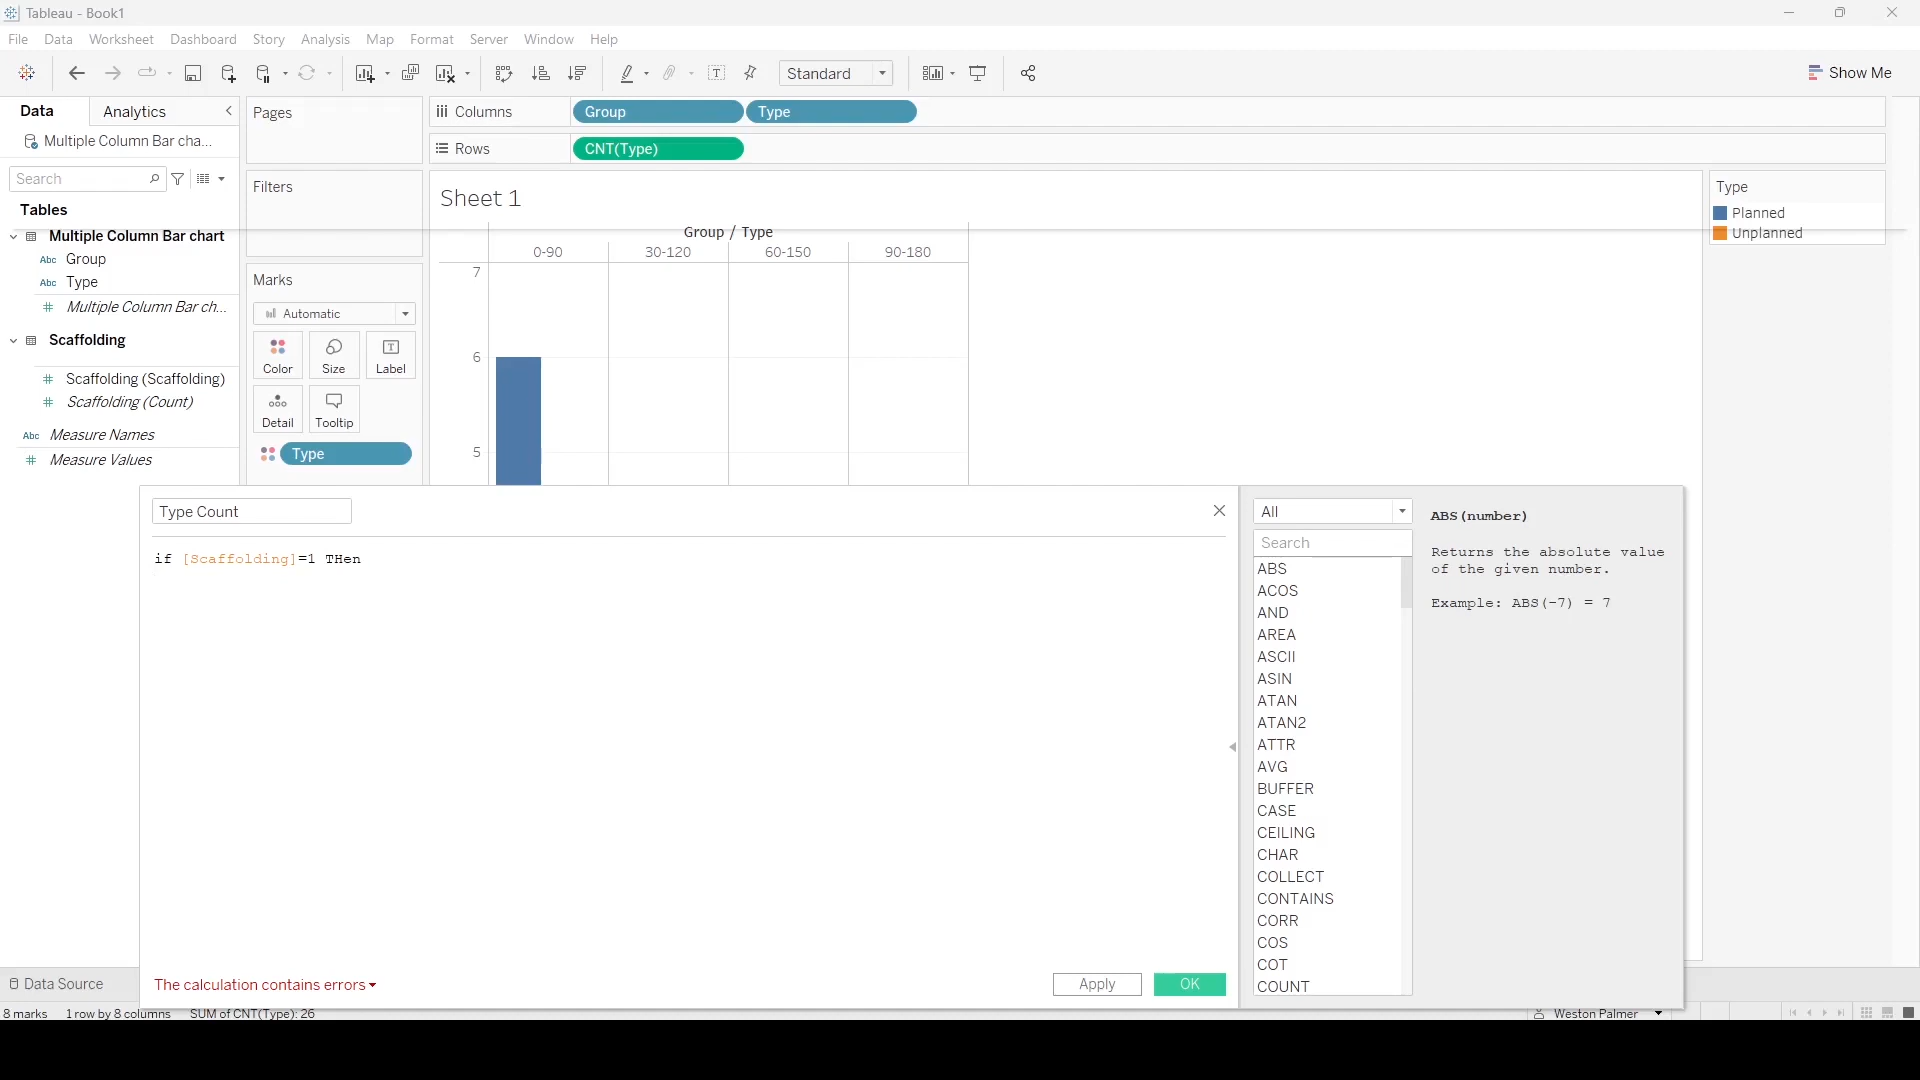 Tableau - Book1
File Data Worksheet Dashboard Story Analysis Map Format Server Window Help
Standard
Show Me
Data Analytics
Multiple Column Bar cha...
Search
Tables
Multiple Column Bar chart
Abc Group
Abc Type
# Multiple Column Bar ch...
Scaffolding
# Scaffolding (Scaffolding)
# Scaffolding (Count)
Abc Measure Names
# Measure Values
Pages
Filters
Marks
Automatic
Color Size Label
Detail Tooltip
Type
Columns Group Type
Rows CNT(Type)
Sheet 1
Group / Type
0-90 30-120 60-150 90-180
7
6
5
Type
Planned
Unplanned
Type Count
if [Scaffolding]=1 THen
The calculation contains errors
Apply OK
All
Search
ABS
ACOS
AND
AREA
ASCII
ASIN
ATAN
ATAN2
ATTR
AVG
BUFFER
CASE
CEILING
CHAR
COLLECT
CONTAINS
CORR
COS
COT
COUNT
ABS(number)
Returns the absolute value
of the given number.
Example: ABS(-7) = 7
Data Source
8 marks 1 row by 8 columns SUM of CNT(Type): 26
Weston Palmer